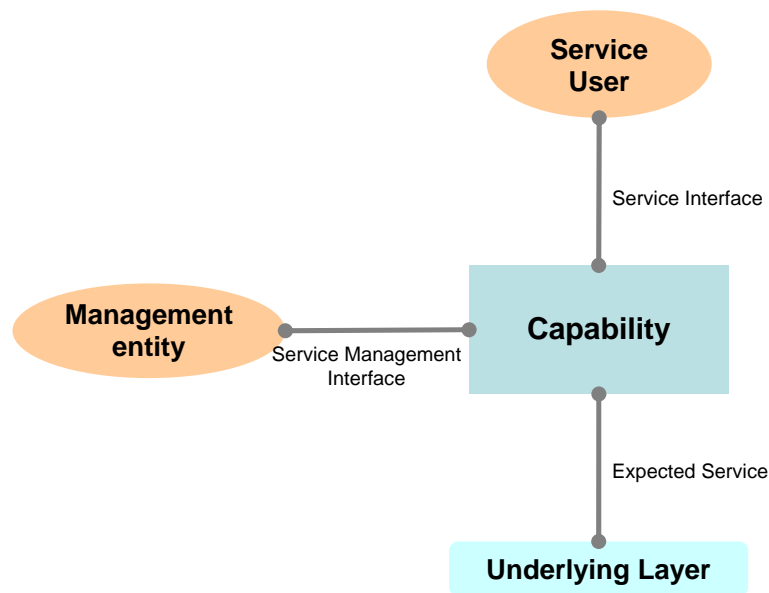 Service
User
Service Interface
Management
entity
Capability
Service Management
Interface
Expected Service
Underlying Layer